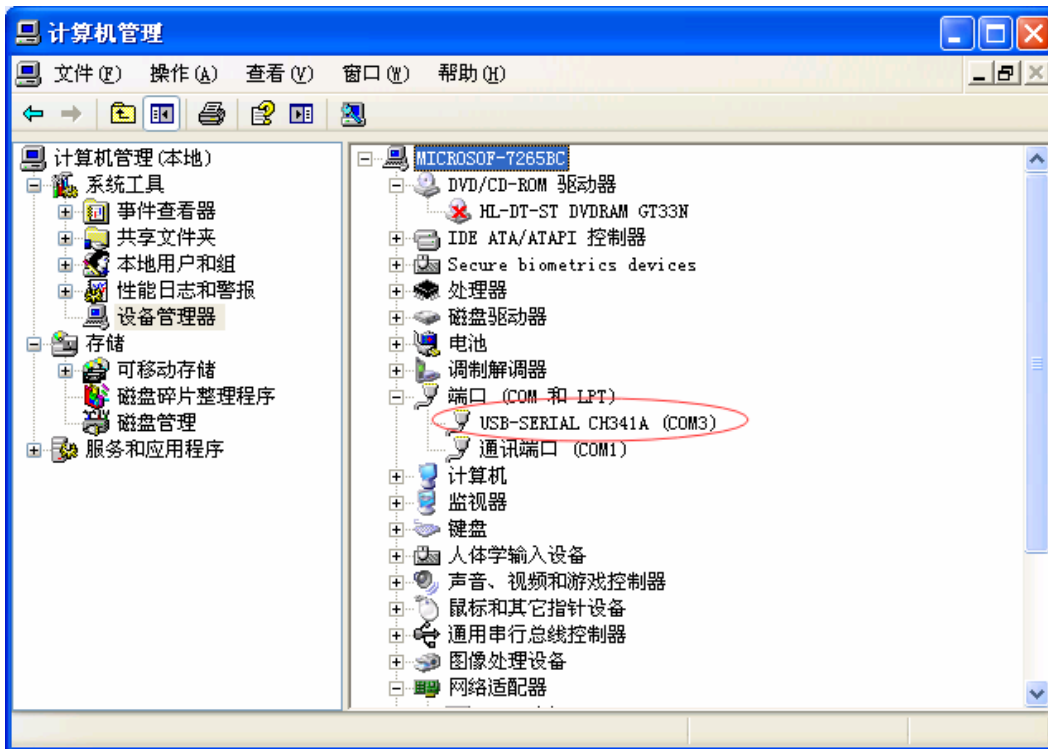 计算机管理
文件(F) 操作(A) 查看(V) 窗口(W) 帮助(H)
计算机管理(本地)
系统工具
事件查看器
共享文件夹
本地用户和组
性能日志和警报
设备管理器
存储
可移动存储
磁盘碎片整理程序
磁盘管理
服务和应用程序
MICROSOF-7265BC
DVD/CD-ROM 驱动器
HL-DT-ST DVDRAM GT33N
IDE ATA/ATAPI 控制器
Secure biometrics devices
处理器
磁盘驱动器
电池
调制解调器
端口 (COM 和 LPT)
USB-SERIAL CH341A (COM3)
通讯端口 (COM1)
计算机
监视器
键盘
人体学输入设备
声音、视频和游戏控制器
鼠标和其它指针设备
通用串行总线控制器
图像处理设备
网络适配器